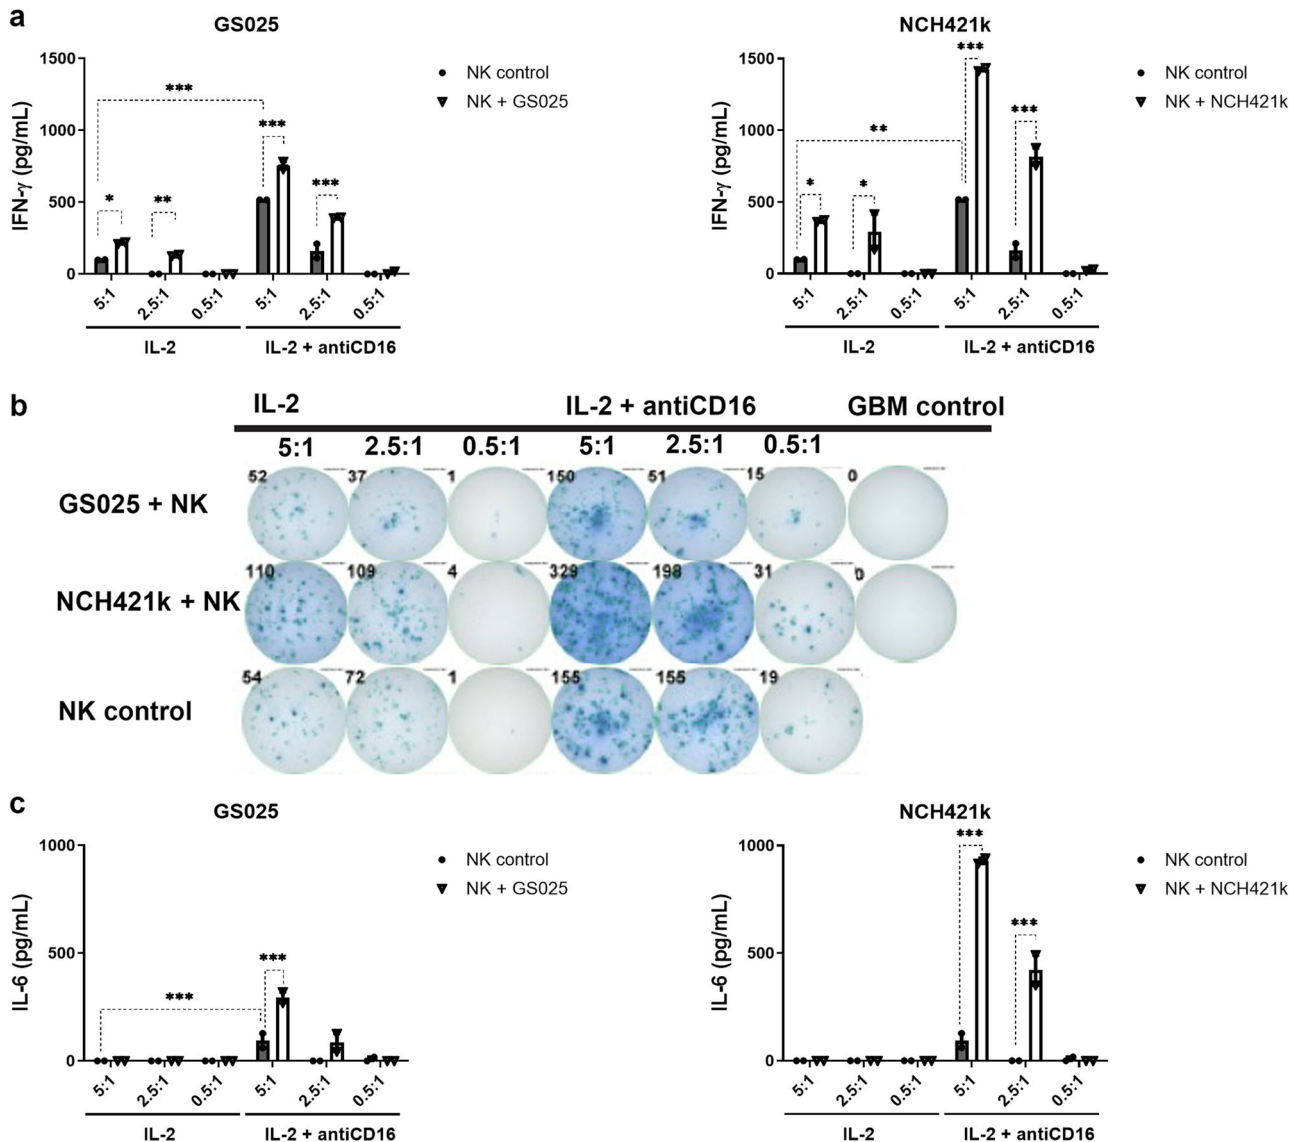 a
GS025
1500
1000
500
0
IFN-γ (pg/mL)
***
***
***
*
**
NK control
NK + GS025
5:1 2.5:1 0.5:1 5:1 2.5:1 0.5:1
IL-2 IL-2 + antiCD16
NCH421k
1500
1000
500
0
IFN-γ (pg/mL)
***
***
**
*
*
NK control
NK + NCH421k
5:1 2.5:1 0.5:1 5:1 2.5:1 0.5:1
IL-2 IL-2 + antiCD16
b
IL-2 IL-2 + antiCD16 GBM control
5:1 2.5:1 0.5:1 5:1 2.5:1 0.5:1
GS025 + NK 52 37 1 150 51 15 0
NCH421k + NK 110 109 4 329 198 31 0
NK control 54 72 1 155 155 19
c
GS025
1000
500
0
IL-6 (pg/mL)
***
***
NK control
NK + GS025
5:1 2.5:1 0.5:1 5:1 2.5:1 0.5:1
IL-2 IL-2 + antiCD16
NCH421k
1000
500
0
IL-6 (pg/mL)
***
***
NK control
NK + NCH421k
5:1 2.5:1 0.5:1 5:1 2.5:1 0.5:1
IL-2 IL-2 + antiCD16